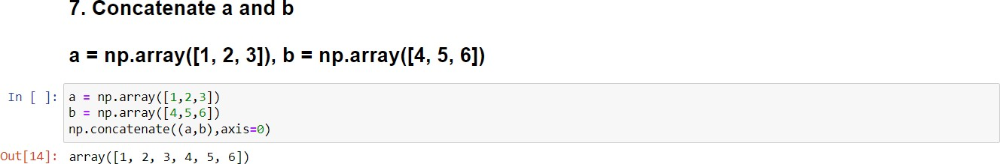 7. Concatenate a and b
a = np.array([1, 2, 3]), b = np.array([4, 5, 6])
In [ ]: a = np.array([1,2,3])
b = np.array([4,5,6])
np.concatenate((a,b),axis=0)
Out[14]: array([1, 2, 3, 4, 5, 6])